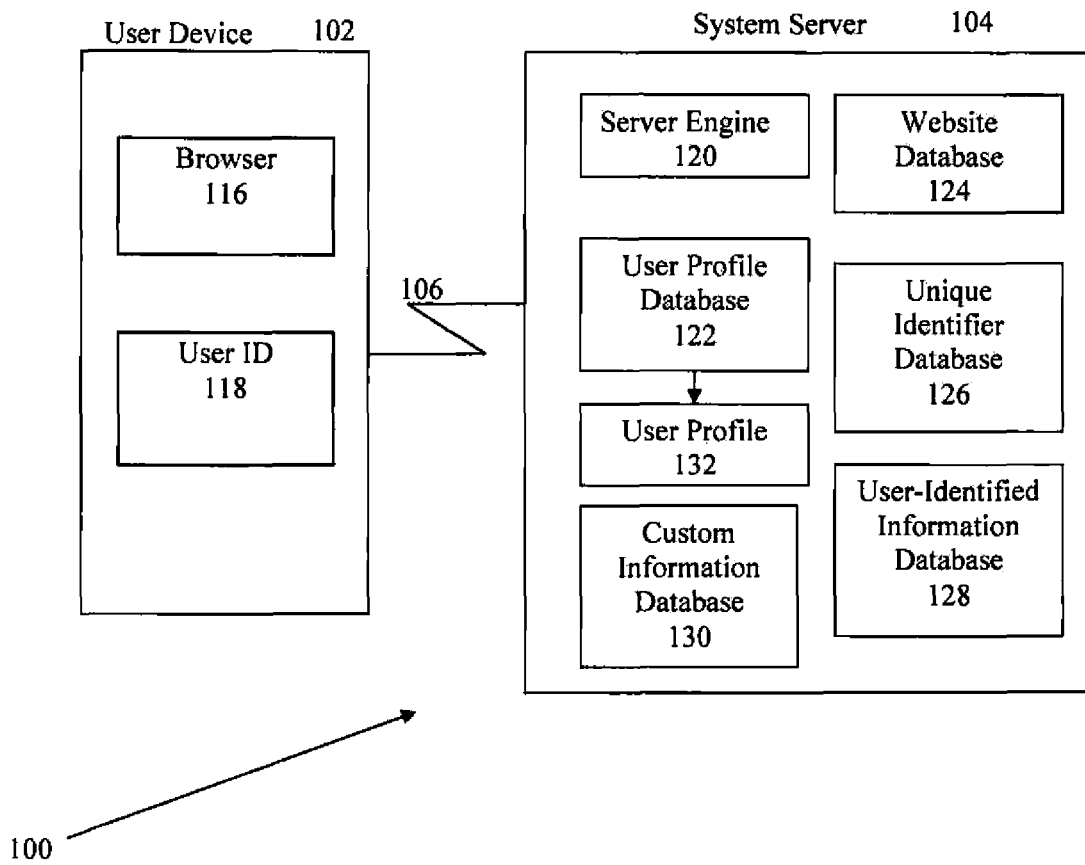 User Device 102
Browser
116
User ID
118
106
System Server 104
Server Engine
120
Website
Database
124
User Profile
Database
122
Unique
Identifier
Database
126
User Profile
132
Custom
Information
Database
130
User-Identified
Information
Database
128
100